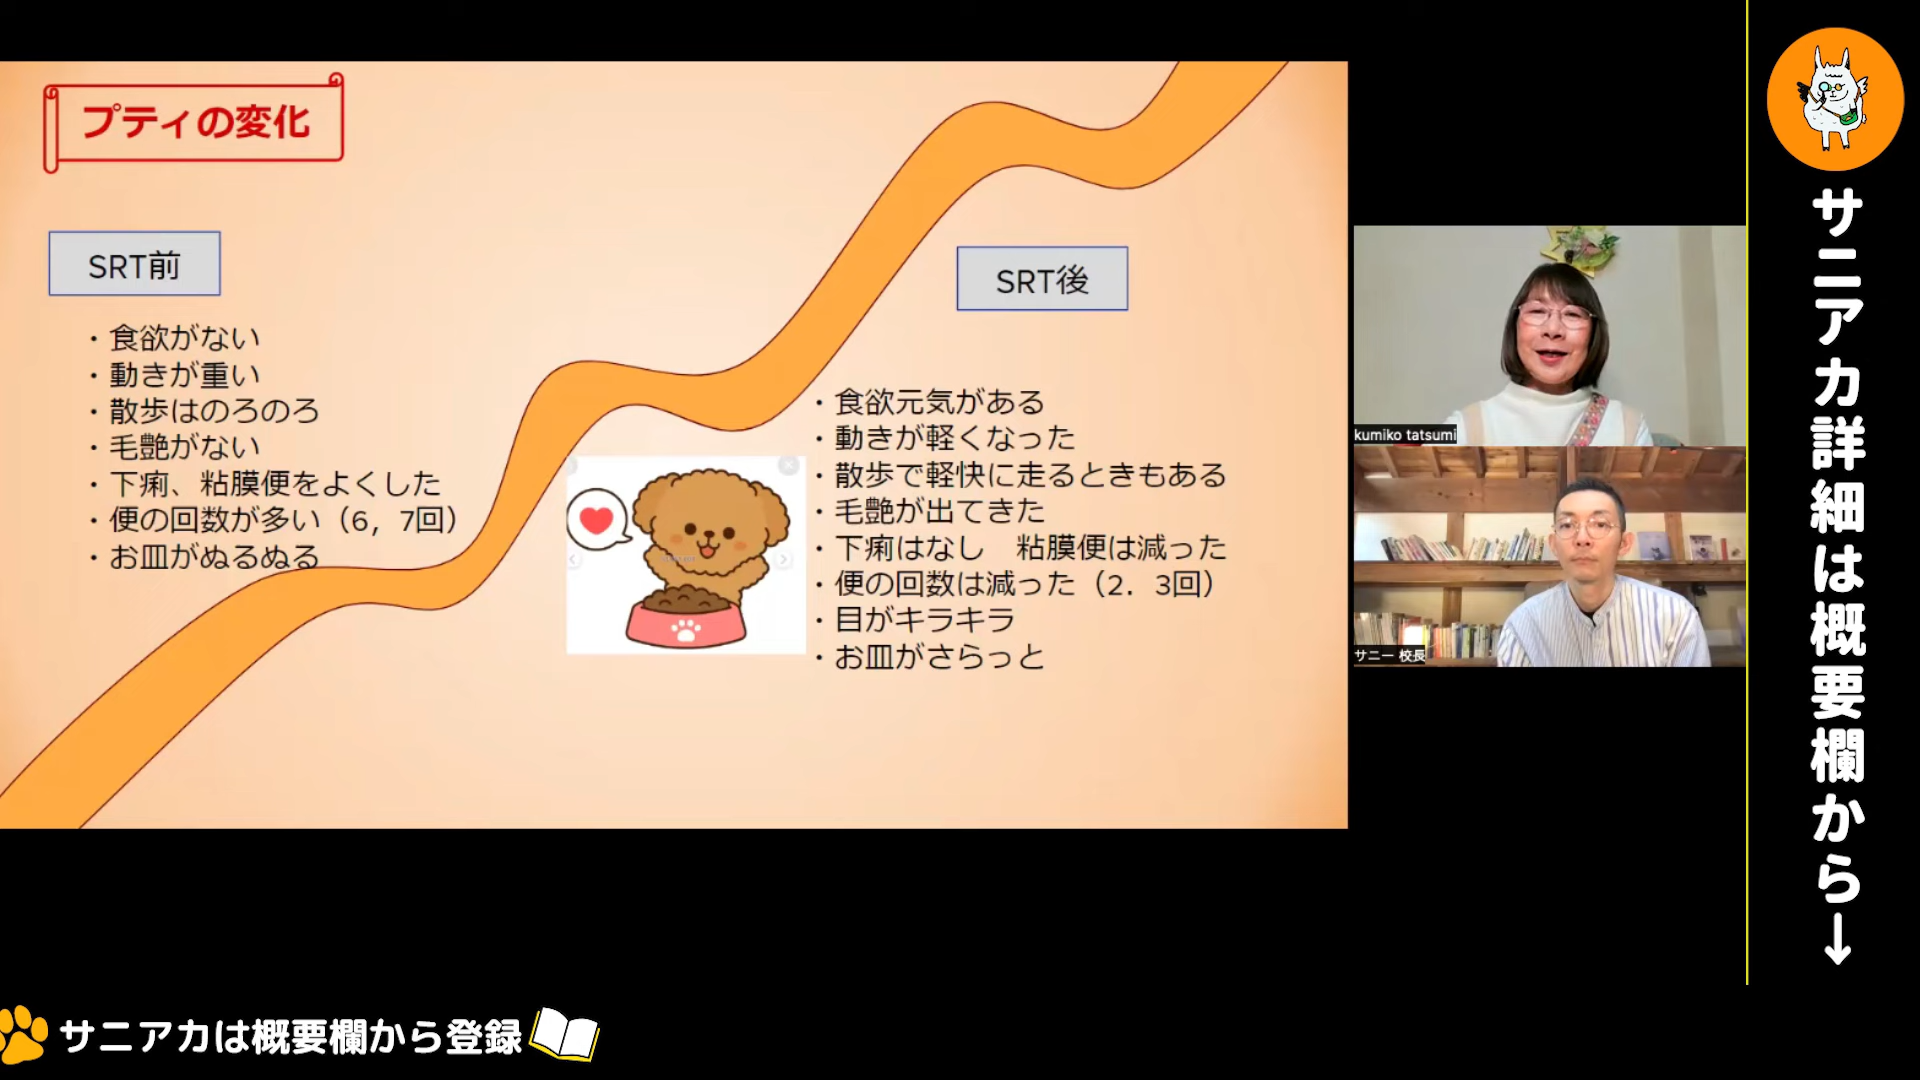 プティの変化
SRT前
・食欲がない
・動きが重い
・散歩はのろのろ
・毛艶がない
・下痢、粘膜便をよくした
・便の回数が多い（6，7回）
・お皿がぬるぬる
SRT後
・食欲元気がある
・動きが軽くなった
・散歩で軽快に走るときもある
・毛艶が出てきた
・下痢はなし　粘膜便は減った
・便の回数は減った（2．3回）
・目がキラキラ
・お皿がさらっと
kumiko tatsumi
サニー 校長
サニアカ詳細は概要欄から→
サニアカは概要欄から登録